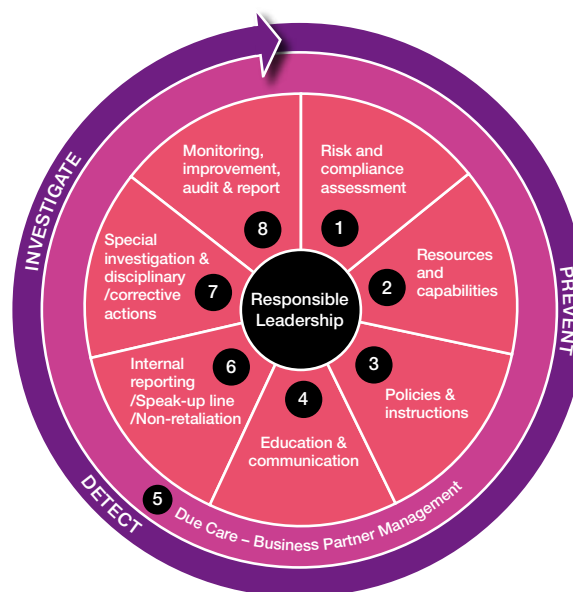 INVESTIGATE
PREVENT
DETECT
Risk and
compliance
assessment
1
Resources
and
capabilities
2
Policies &
instructions
3
Education &
communication
4
Due Care – Business Partner Management
5
Internal
reporting
/Speak-up line
/Non-retaliation
6
Special
investigation &
disciplinary
/corrective
actions
7
Monitoring,
improvement,
audit & report
8
Responsible
Leadership